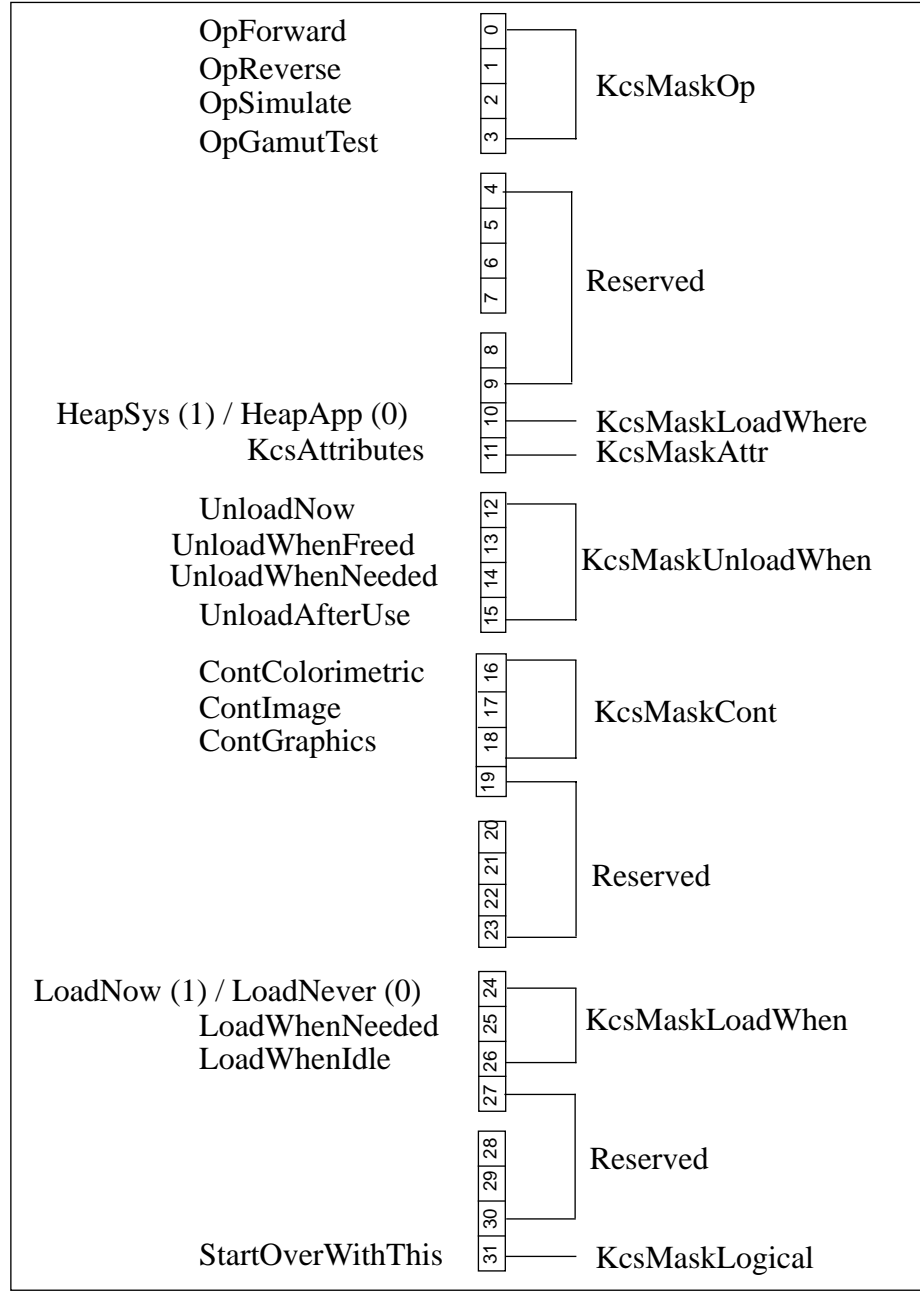 OpForward 0
OpReverse 1 KcsMaskOp
OpSimulate 2
OpGamutTest 3
4
5
6 Reserved
7
8
9
HeapSys (1) / HeapApp (0) 10 KcsMaskLoadWhere
KcsAttributes 11 KcsMaskAttr
UnloadNow 12
UnloadWhenFreed 13 KcsMaskUnloadWhen
UnloadWhenNeeded 14
UnloadAfterUse 15
ContColorimetric 16
ContImage 17 KcsMaskCont
ContGraphics 18
19
20
21 Reserved
22
23
LoadNow (1) / LoadNever (0) 24
LoadWhenNeeded 25 KcsMaskLoadWhen
LoadWhenIdle 26
27
28 Reserved
29
30
StartOverWithThis 31 KcsMaskLogical